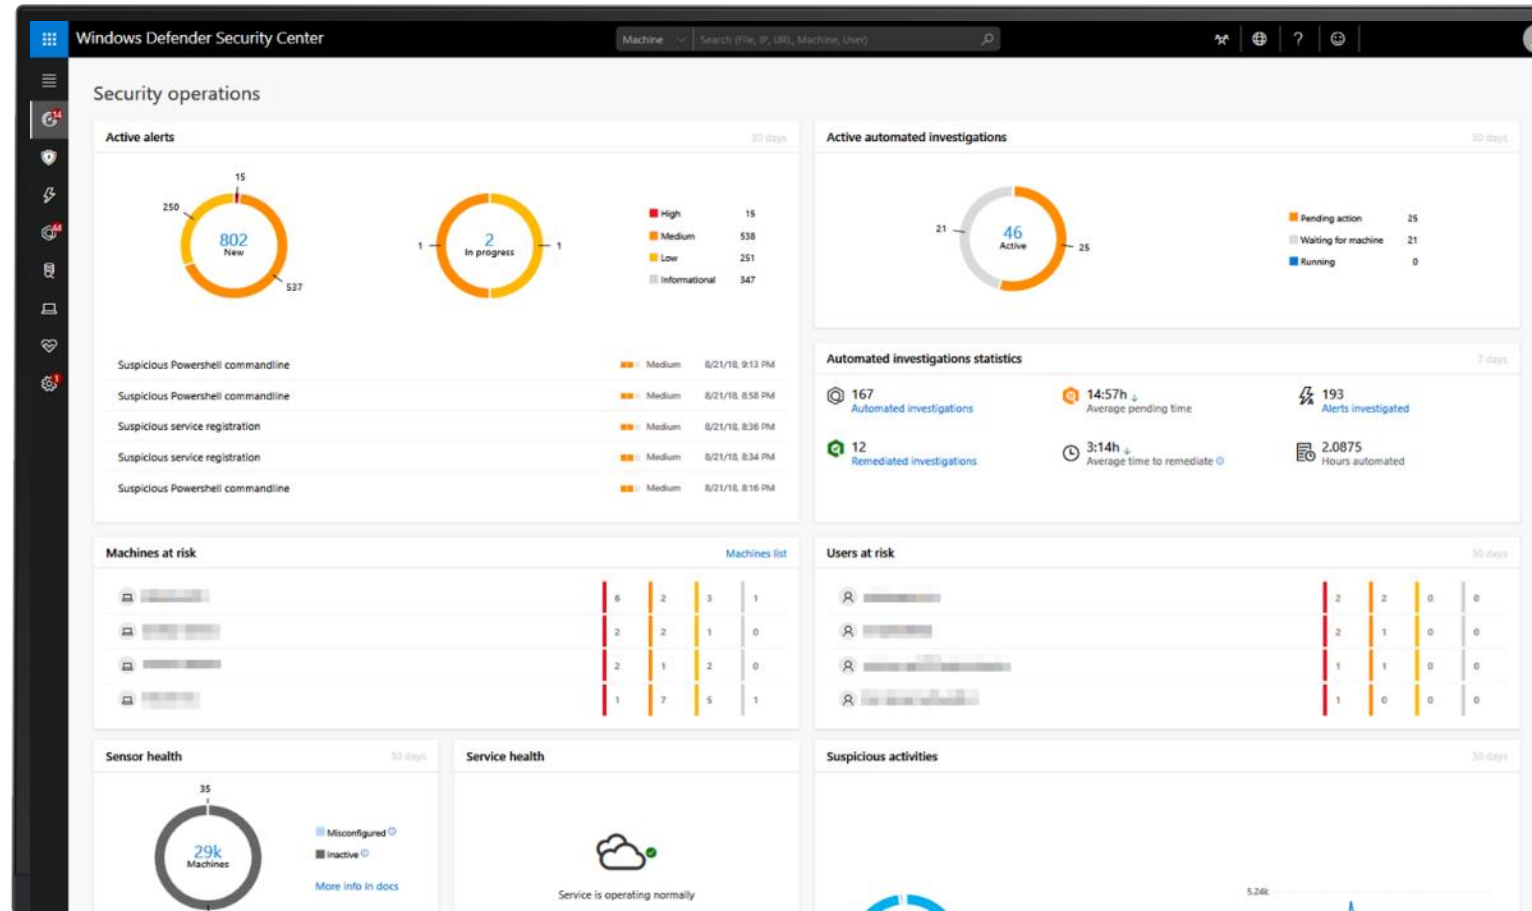 Windows Defender Security Center
Machine Search (File, IP, URL, Machine, User)
?
14
44
1
Security operations
Active alerts 30 days
15
250
802
New
537
1
2
In progress
1
High 15
Medium 538
Low 251
Informational 347
Suspicious Powershell commandline Medium 8/21/18, 9:13 PM
Suspicious Powershell commandline Medium 8/21/18, 8:58 PM
Suspicious service registration Medium 8/21/18, 8:36 PM
Suspicious service registration Medium 8/21/18, 8:34 PM
Suspicious Powershell commandline Medium 8/21/18, 8:16 PM
Active automated investigations 30 days
21
46
Active
25
Pending action 25
Waiting for machine 21
Running 0
Automated investigations statistics 7 days
167
Automated investigations
14:57h
Average pending time
193
Alerts investigated
12
Remediated investigations
3:14h
Average time to remediate
2.0875
Hours automated
Machines at risk Machines list
6 2 3 1
2 2 1 0
2 1 2 0
1 7 5 1
Users at risk 30 days
2 2 0 0
2 1 0 0
1 1 0 0
1 0 0 0
Sensor health 30 days
35
29k
Machines
Misconfigured
Inactive
More info in docs
Service health
Service is operating normally
Suspicious activities 30 days
5.24k